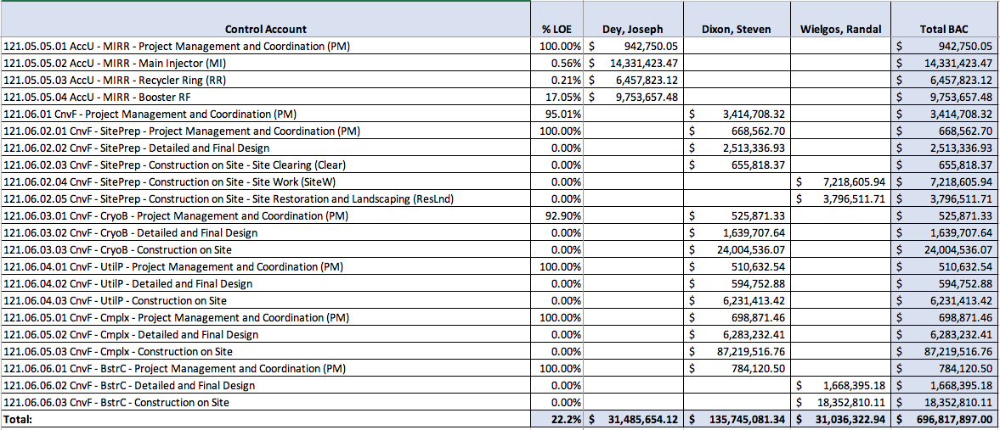 Control Account % LOE Dey, Joseph Dixon, Steven Wielgos, Randal Total BAC
121.05.05.01 AccU - MIRR - Project Management and Coordination (PM) 100.00% $ 942,750.05 $ 942,750.05
121.05.05.02 AccU - MIRR - Main Injector (MI) 0.56% $ 14,331,423.47 $ 14,331,423.47
121.05.05.03 AccU - MIRR - Recycler Ring (RR) 0.21% $ 6,457,823.12 $ 6,457,823.12
121.05.05.04 AccU - MIRR - Booster RF 17.05% $ 9,753,657.48 $ 9,753,657.48
121.06.01 CnvF - Project Management and Coordination (PM) 95.01% $ 3,414,708.32 $ 3,414,708.32
121.06.02.01 CnvF - SitePrep - Project Management and Coordination (PM) 100.00% $ 668,562.70 $ 668,562.70
121.06.02.02 CnvF - SitePrep - Detailed and Final Design 0.00% $ 2,513,336.93 $ 2,513,336.93
121.06.02.03 CnvF - SitePrep - Construction on Site - Site Clearing (Clear) 0.00% $ 655,818.37 $ 655,818.37
121.06.02.04 CnvF - SitePrep - Construction on Site - Site Work (SiteW) 0.00% $ 7,218,605.94 $ 7,218,605.94
121.06.02.05 CnvF - SitePrep - Construction on Site - Site Restoration and Landscaping (ResLnd) 0.00% $ 3,796,511.71 $ 3,796,511.71
121.06.03.01 CnvF - CryoB - Project Management and Coordination (PM) 92.90% $ 525,871.33 $ 525,871.33
121.06.03.02 CnvF - CryoB - Detailed and Final Design 0.00% $ 1,639,707.64 $ 1,639,707.64
121.06.03.03 CnvF - CryoB - Construction on Site 0.00% $ 24,004,536.07 $ 24,004,536.07
121.06.04.01 CnvF - UtilP - Project Management and Coordination (PM) 100.00% $ 510,632.54 $ 510,632.54
121.06.04.02 CnvF - UtilP - Detailed and Final Design 0.00% $ 594,752.88 $ 594,752.88
121.06.04.03 CnvF - UtilP - Construction on Site 0.00% $ 6,231,413.42 $ 6,231,413.42
121.06.05.01 CnvF - Cmplx - Project Management and Coordination (PM) 100.00% $ 698,871.46 $ 698,871.46
121.06.05.02 CnvF - Cmplx - Detailed and Final Design 0.00% $ 6,283,232.41 $ 6,283,232.41
121.06.05.03 CnvF - Cmplx - Construction on Site 0.00% $ 87,219,516.76 $ 87,219,516.76
121.06.06.01 CnvF - BstrC - Project Management and Coordination (PM) 100.00% $ 784,120.50 $ 784,120.50
121.06.06.02 CnvF - BstrC - Detailed and Final Design 0.00% $ 1,668,395.18 $ 1,668,395.18
121.06.06.03 CnvF - BstrC - Construction on Site 0.00% $ 18,352,810.11 $ 18,352,810.11
Total: 22.2% $ 31,485,654.12 $ 135,745,081.34 $ 31,036,322.94 $ 696,817,897.00